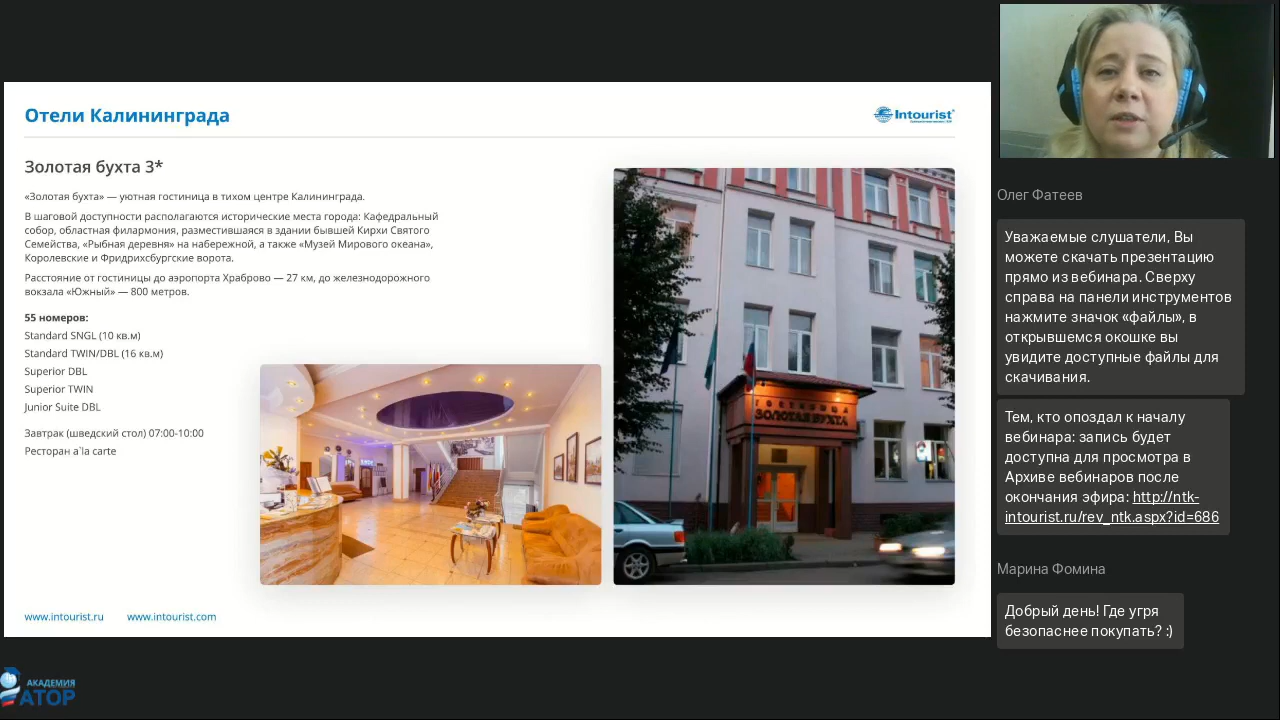 Отели Калининграда
Intourist
Золотая бухта 3*
«Золотая бухта» — уютная гостиница в тихом центре Калининграда.
В шаговой доступности располагаются исторические места города: Кафедральный
собор, областная филармония, разместившаяся в здании бывшей Кирхи Святого
Семейства, «Рыбная деревня» на набережной, а также «Музей Мирового океана»,
Королевские и Фридрихсбургские ворота.
Расстояние от гостиницы до аэропорта Храброво — 27 км, до железнодорожного
вокзала «Южный» — 800 метров.
55 номеров:
Standard SNGL (10 кв.м)
Standard TWIN/DBL (16 кв.м)
Superior DBL
Superior TWIN
Junior Suite DBL
Завтрак (шведский стол) 07:00-10:00
Ресторан a`la carte
ГОСТИНИЦА
ЗОЛОТАЯ БУХТА
www.intourist.ru www.intourist.com
АКАДЕМИЯ
АТОР
Олег Фатеев
Уважаемые слушатели, Вы
можете скачать презентацию
прямо из вебинара. Сверху
справа на панели инструментов
нажмите значок «файлы», в
открывшемся окошке вы
увидите доступные файлы для
скачивания.
Тем, кто опоздал к началу
вебинара: запись будет
доступна для просмотра в
Архиве вебинаров после
окончания эфира: http://ntk-
intourist.ru/rev_ntk.aspx?id=686
Марина Фомина
Добрый день! Где угря
безопаснее покупать? :)